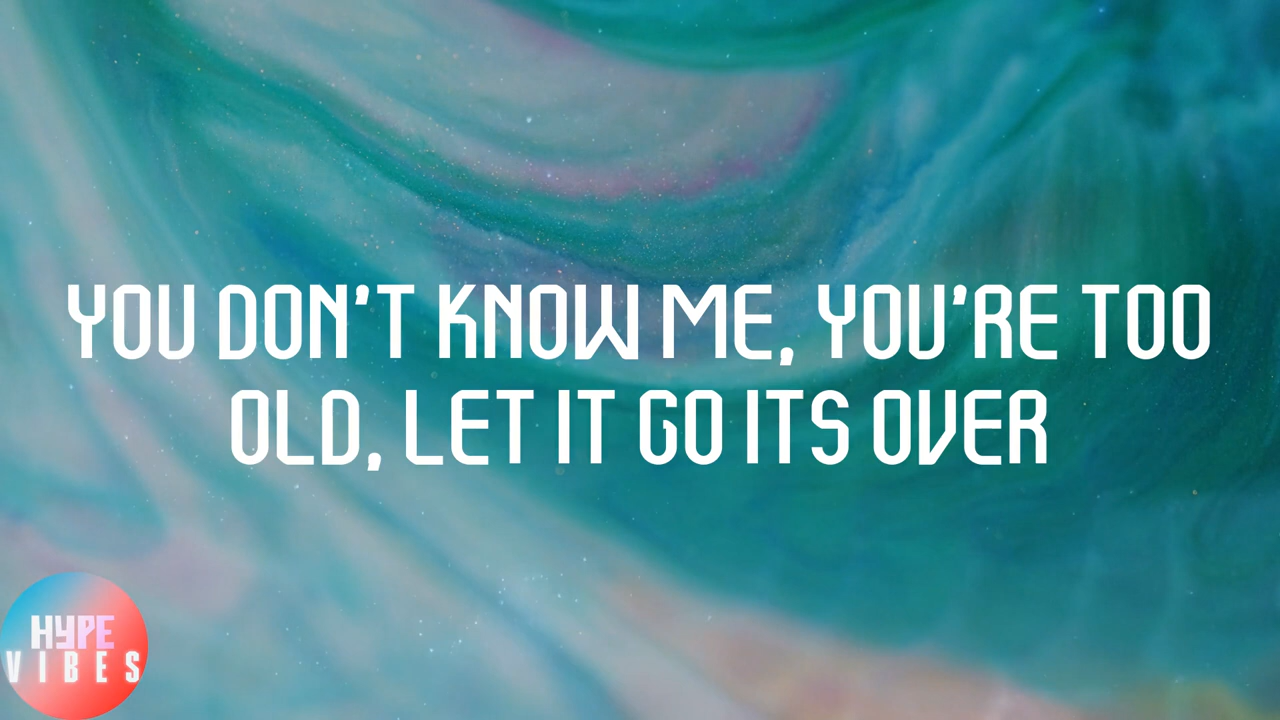 YOU DON'T KNOW ME, YOU'RE TOO
OLD, LET IT GO ITS OVER
HYPE
VIBES